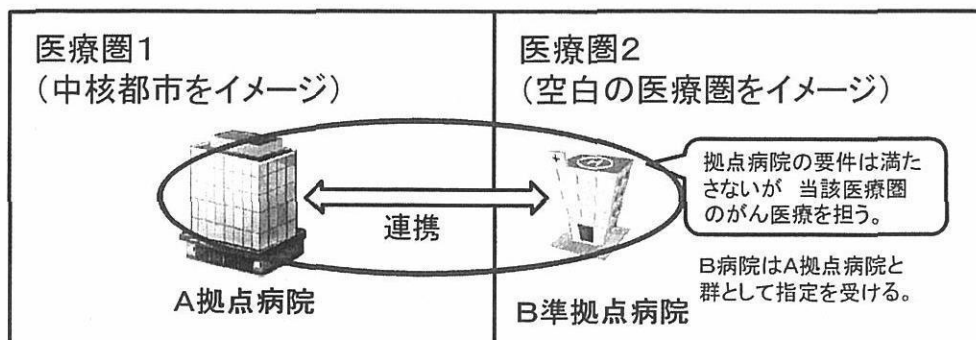 医療圏1
(中核都市をイメージ)
医療圏2
(空白の医療圏をイメージ)
連携
A拠点病院
B準拠点病院
拠点病院の要件は満た
さないが 当該医療圏
のがん医療を担う。
B病院はA拠点病院と
群として指定を受ける。